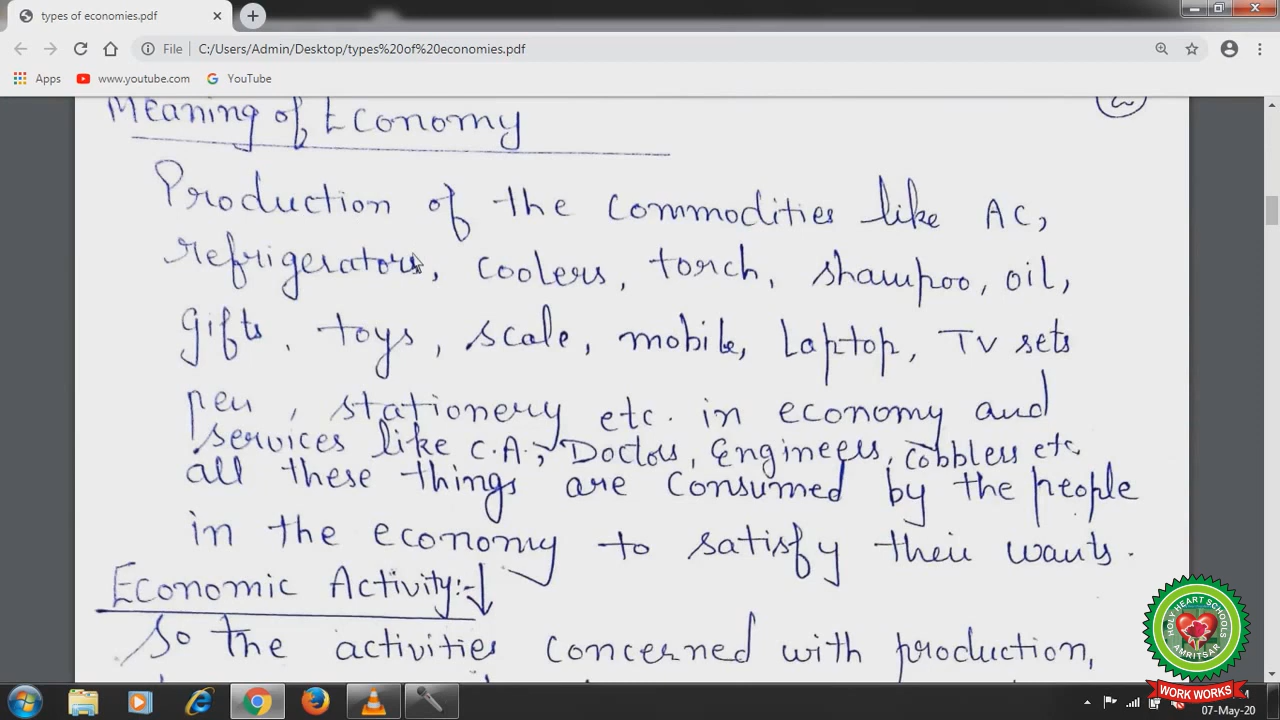 types of economies.pdf
File C:/Users/Admin/Desktop/types%20of%20economies.pdf
Apps www.youtube.com YouTube
Meaning of Economy
Production of the commodities like AC,
refrigerators, coolers, torch, shampoo, oil,
gifts, toys, scale, mobile, Laptop, TV sets
pen, stationery etc. in economy and
services like C.A., Doctors, Engineers, cobblers etc
all these things are consumed by the people
in the economy to satisfy their wants.
Economic Activity:-
So the activities concerned with production,
HOLY HEART SCHOOLS
AMRITSAR
WORK WORKS
07-May-20